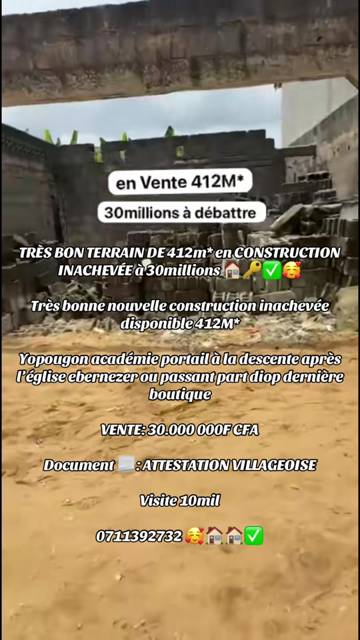 en Vente 412M*
30millions à débattre
TRÈS BON TERRAIN DE 412m* en CONSTRUCTION
INACHEVÉE à 30millions 🏠🔑✅🥰
Très bonne nouvelle construction inachevée
disponible 412M*
Yopougon académie portail à la descente après
l'église ebernezer ou passant part diop dernière
boutique
VENTE: 30.000 000F CFA
Document 📃: ATTESTATION VILLAGEOISE
Visite 10mil
0711392732 🥰🏠🏠✅